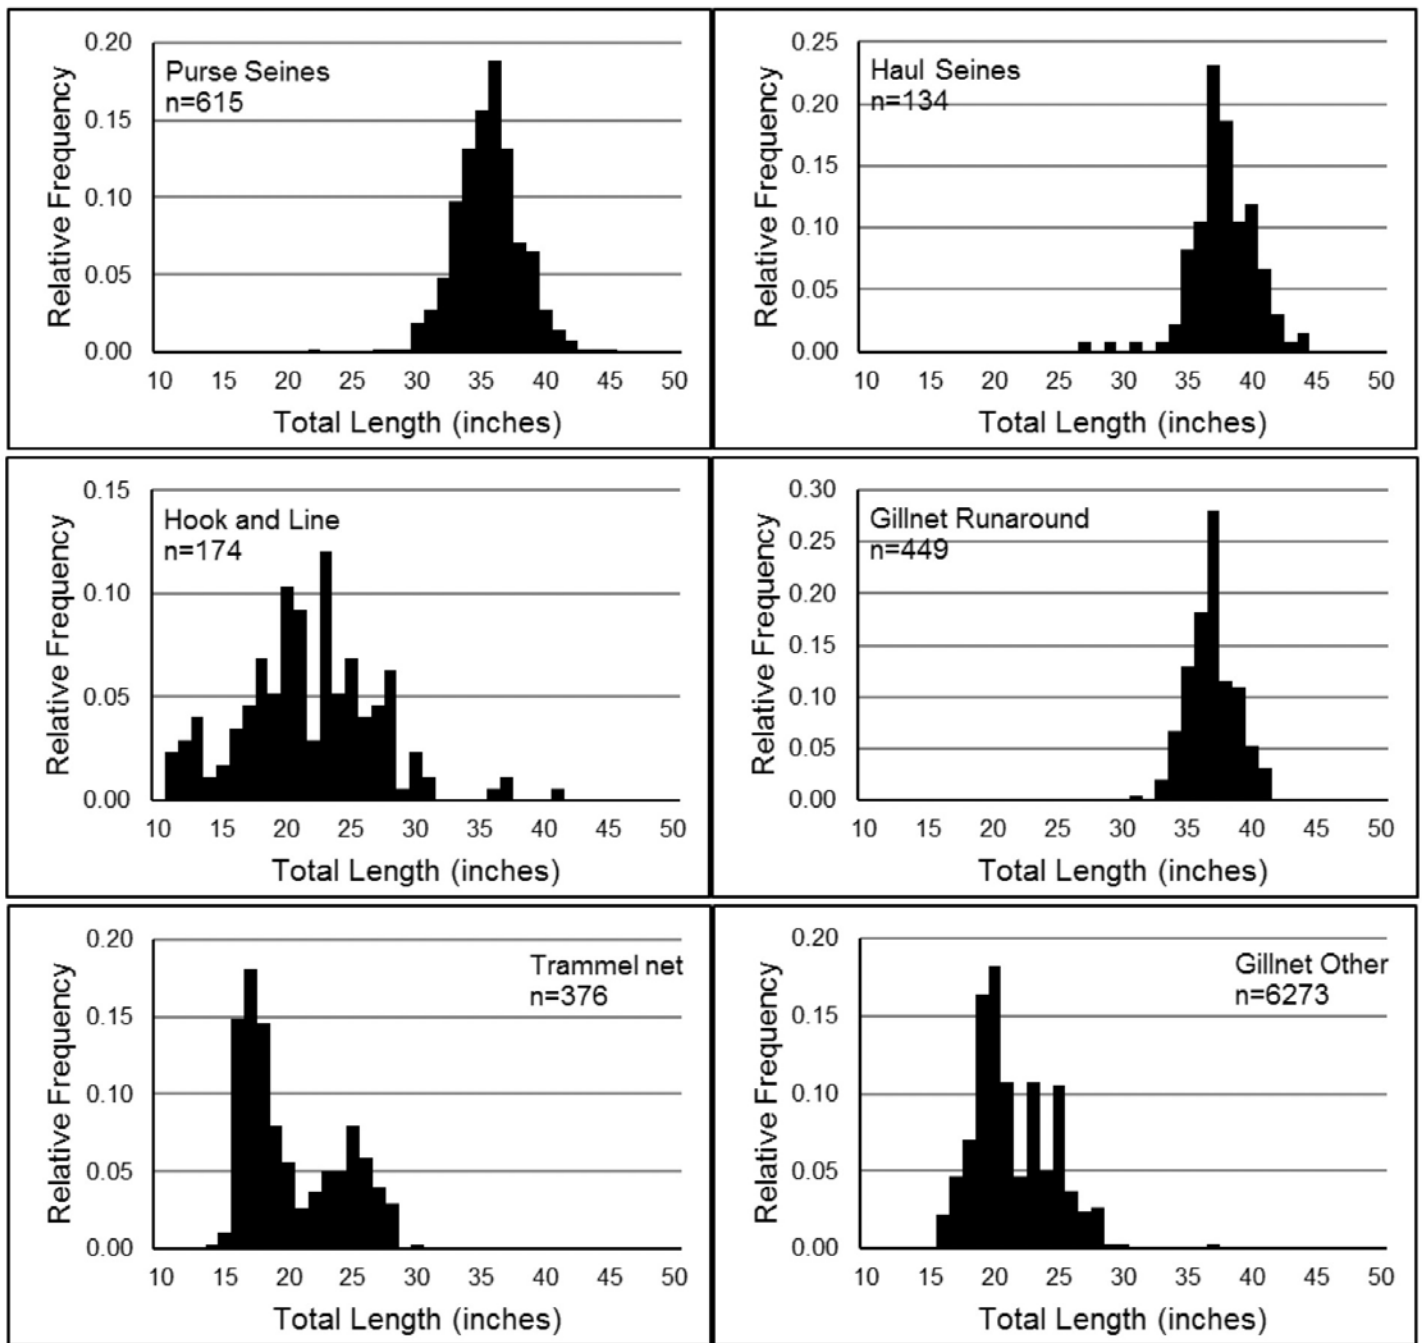 Purse Seines
n=615
Relative Frequency
0.20
0.15
0.10
0.05
0.00
10 15 20 25 30 35 40 45 50
Total Length (inches)
Haul Seines
n=134
Relative Frequency
0.25
0.20
0.15
0.10
0.05
0.00
10 15 20 25 30 35 40 45 50
Total Length (inches)
Hook and Line
n=174
Relative Frequency
0.15
0.10
0.05
0.00
10 15 20 25 30 35 40 45 50
Total Length (inches)
Gillnet Runaround
n=449
Relative Frequency
0.30
0.25
0.20
0.15
0.10
0.05
0.00
10 15 20 25 30 35 40 45 50
Total Length (inches)
Trammel net
n=376
Relative Frequency
0.20
0.15
0.10
0.05
0.00
10 15 20 25 30 35 40 45 50
Total Length (inches)
Gillnet Other
n=6273
Relative Frequency
0.20
0.15
0.10
0.05
0.00
10 15 20 25 30 35 40 45 50
Total Length (inches)